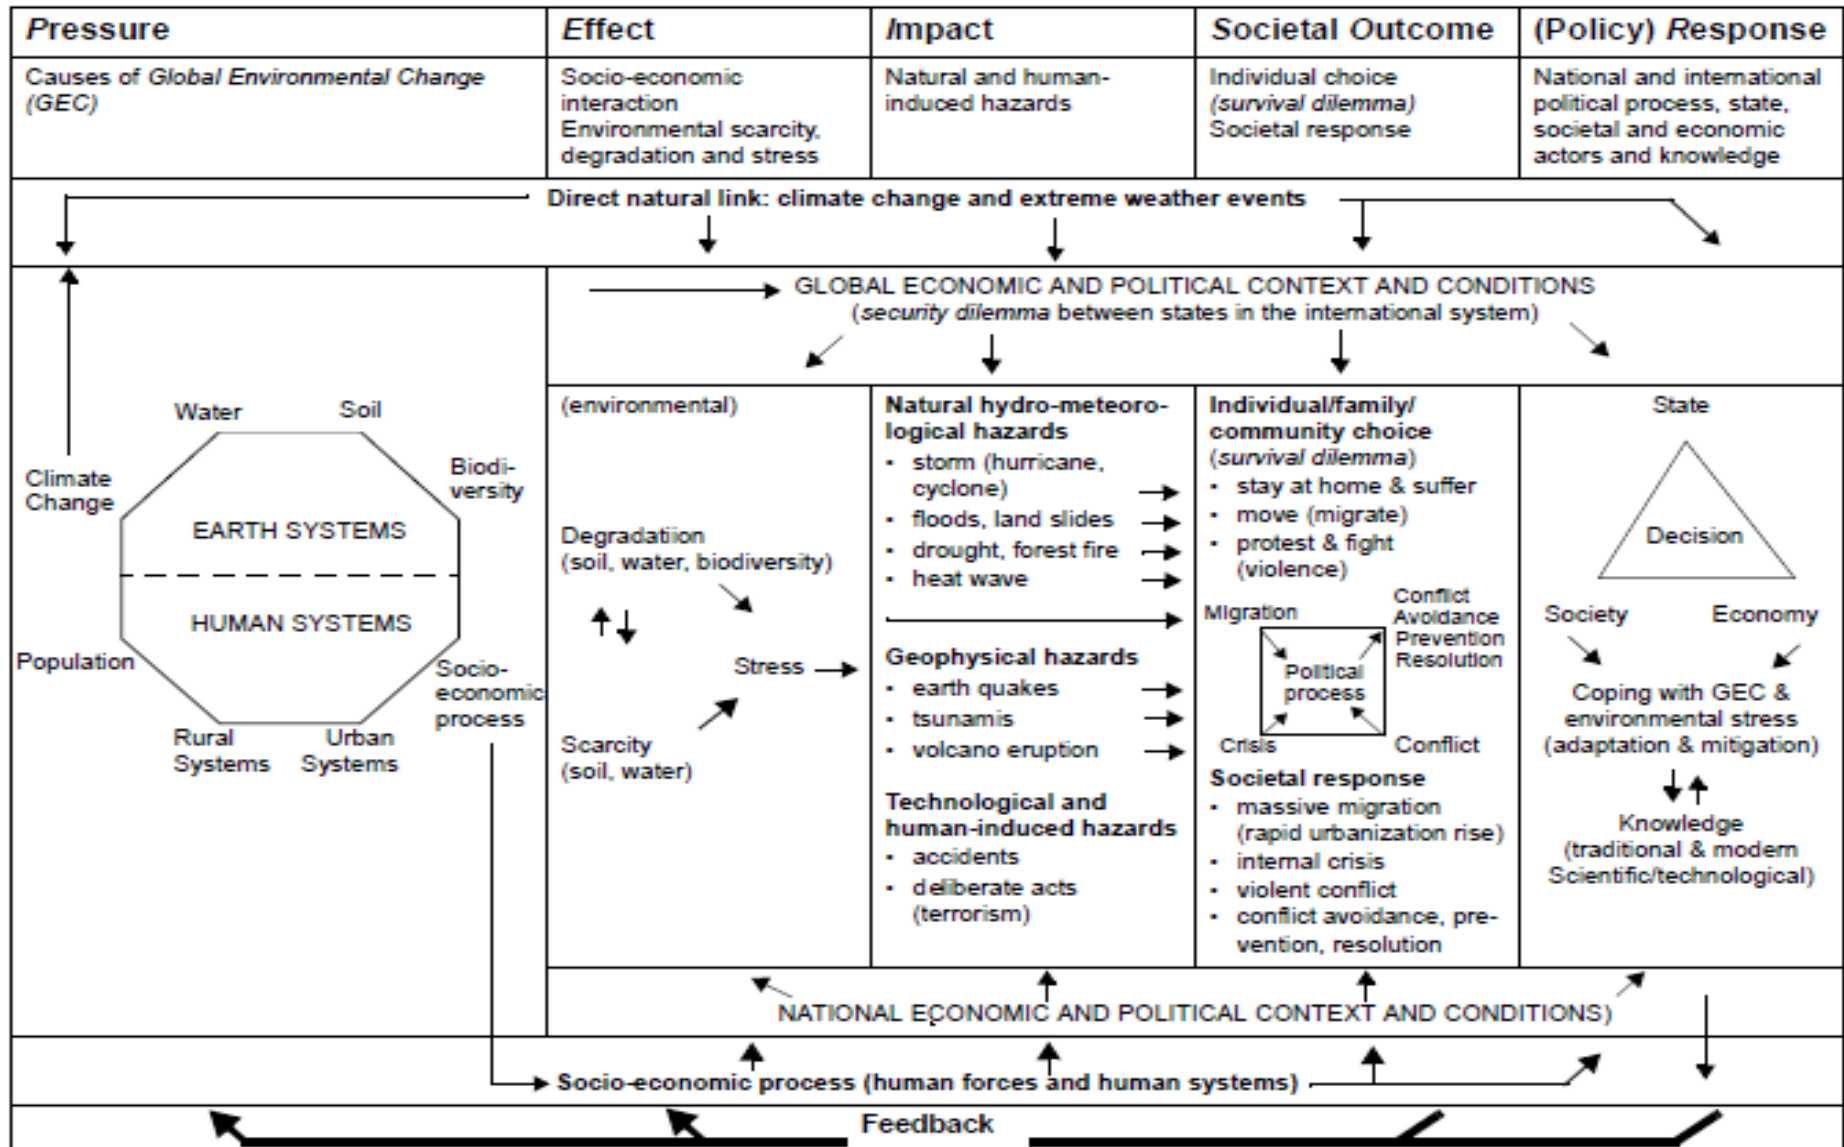 Pressure
Effect
Impact
Societal Outcome
(Policy) Response
Causes of Global Environmental Change
(GEC)
Socio-economic
interaction
Environmental scarcity,
degradation and stress
Natural and human-
induced hazards
Individual choice
(survival dilemma)
Societal response
National and international
political process, state,
societal and economic
actors and knowledge
Direct natural link: climate change and extreme weather events
GLOBAL ECONOMIC AND POLITICAL CONTEXT AND CONDITIONS
(security dilemma between states in the international system)
Water
Soil
Climate
Change
Biodi-
versity
EARTH SYSTEMS
HUMAN SYSTEMS
Population
Socio-
economic
process
Rural
Systems
Urban
Systems
(environmental)
Degradatiion
(soil, water, biodiversity)
Stress
Scarcity
(soil, water)
Natural hydro-meteoro-
logical hazards
• storm (hurricane,
cyclone)
• floods, land slides
• drought, forest fire
• heat wave
Geophysical hazards
• earth quakes
• tsunamis
• volcano eruption
Technological and
human-induced hazards
• accidents
• deliberate acts
(terrorism)
Individual/family/
community choice
(survival dilemma)
• stay at home & suffer
• move (migrate)
• protest & fight
(violence)
Migration
Conflict
Avoidance
Prevention
Resolution
Political
process
Crisis
Conflict
Societal response
• massive migration
(rapid urbanization rise)
• internal crisis
• violent conflict
• conflict avoidance, pre-
vention, resolution
State
Decision
Society
Economy
Coping with GEC &
environmental stress
(adaptation & mitigation)
Knowledge
(traditional & modern
Scientific/technological)
NATIONAL ECONOMIC AND POLITICAL CONTEXT AND CONDITIONS)
Socio-economic process (human forces and human systems)
Feedback